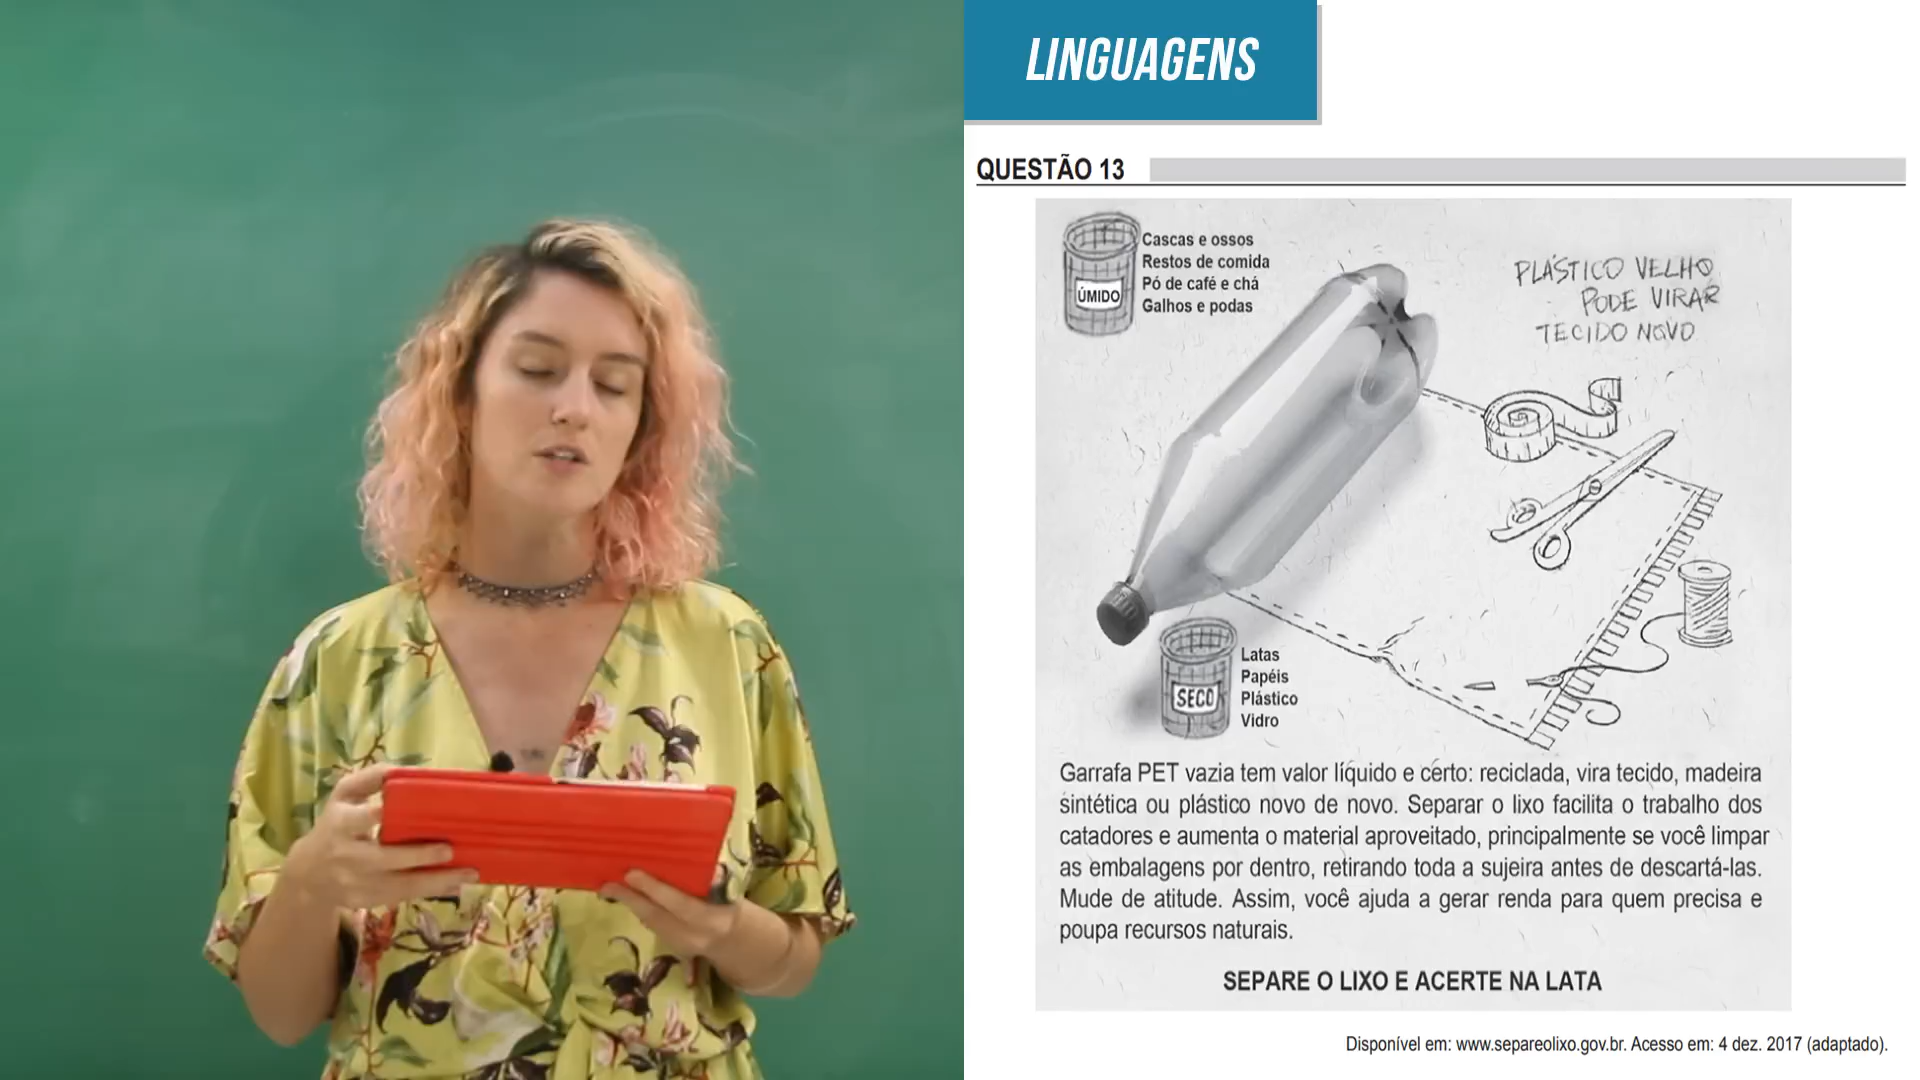 LINGUAGENS
QUESTÃO 13
Cascas e ossos
Restos de comida
Pó de café e chá
Galhos e podas
ÚMIDO
PLÁSTICO VELHO
PODE VIRAR
TECIDO NOVO
Latas
Papéis
Plástico
Vidro
SECO
Garrafa PET vazia tem valor líquido e certo: reciclada, vira tecido, madeira
sintética ou plástico novo de novo. Separar o lixo facilita o trabalho dos
catadores e aumenta o material aproveitado, principalmente se você limpar
as embalagens por dentro, retirando toda a sujeira antes de descartá-las.
Mude de atitude. Assim, você ajuda a gerar renda para quem precisa e
poupa recursos naturais.
SEPARE O LIXO E ACERTE NA LATA
Disponível em: www.separeolixo.gov.br. Acesso em: 4 dez. 2017 (adaptado).